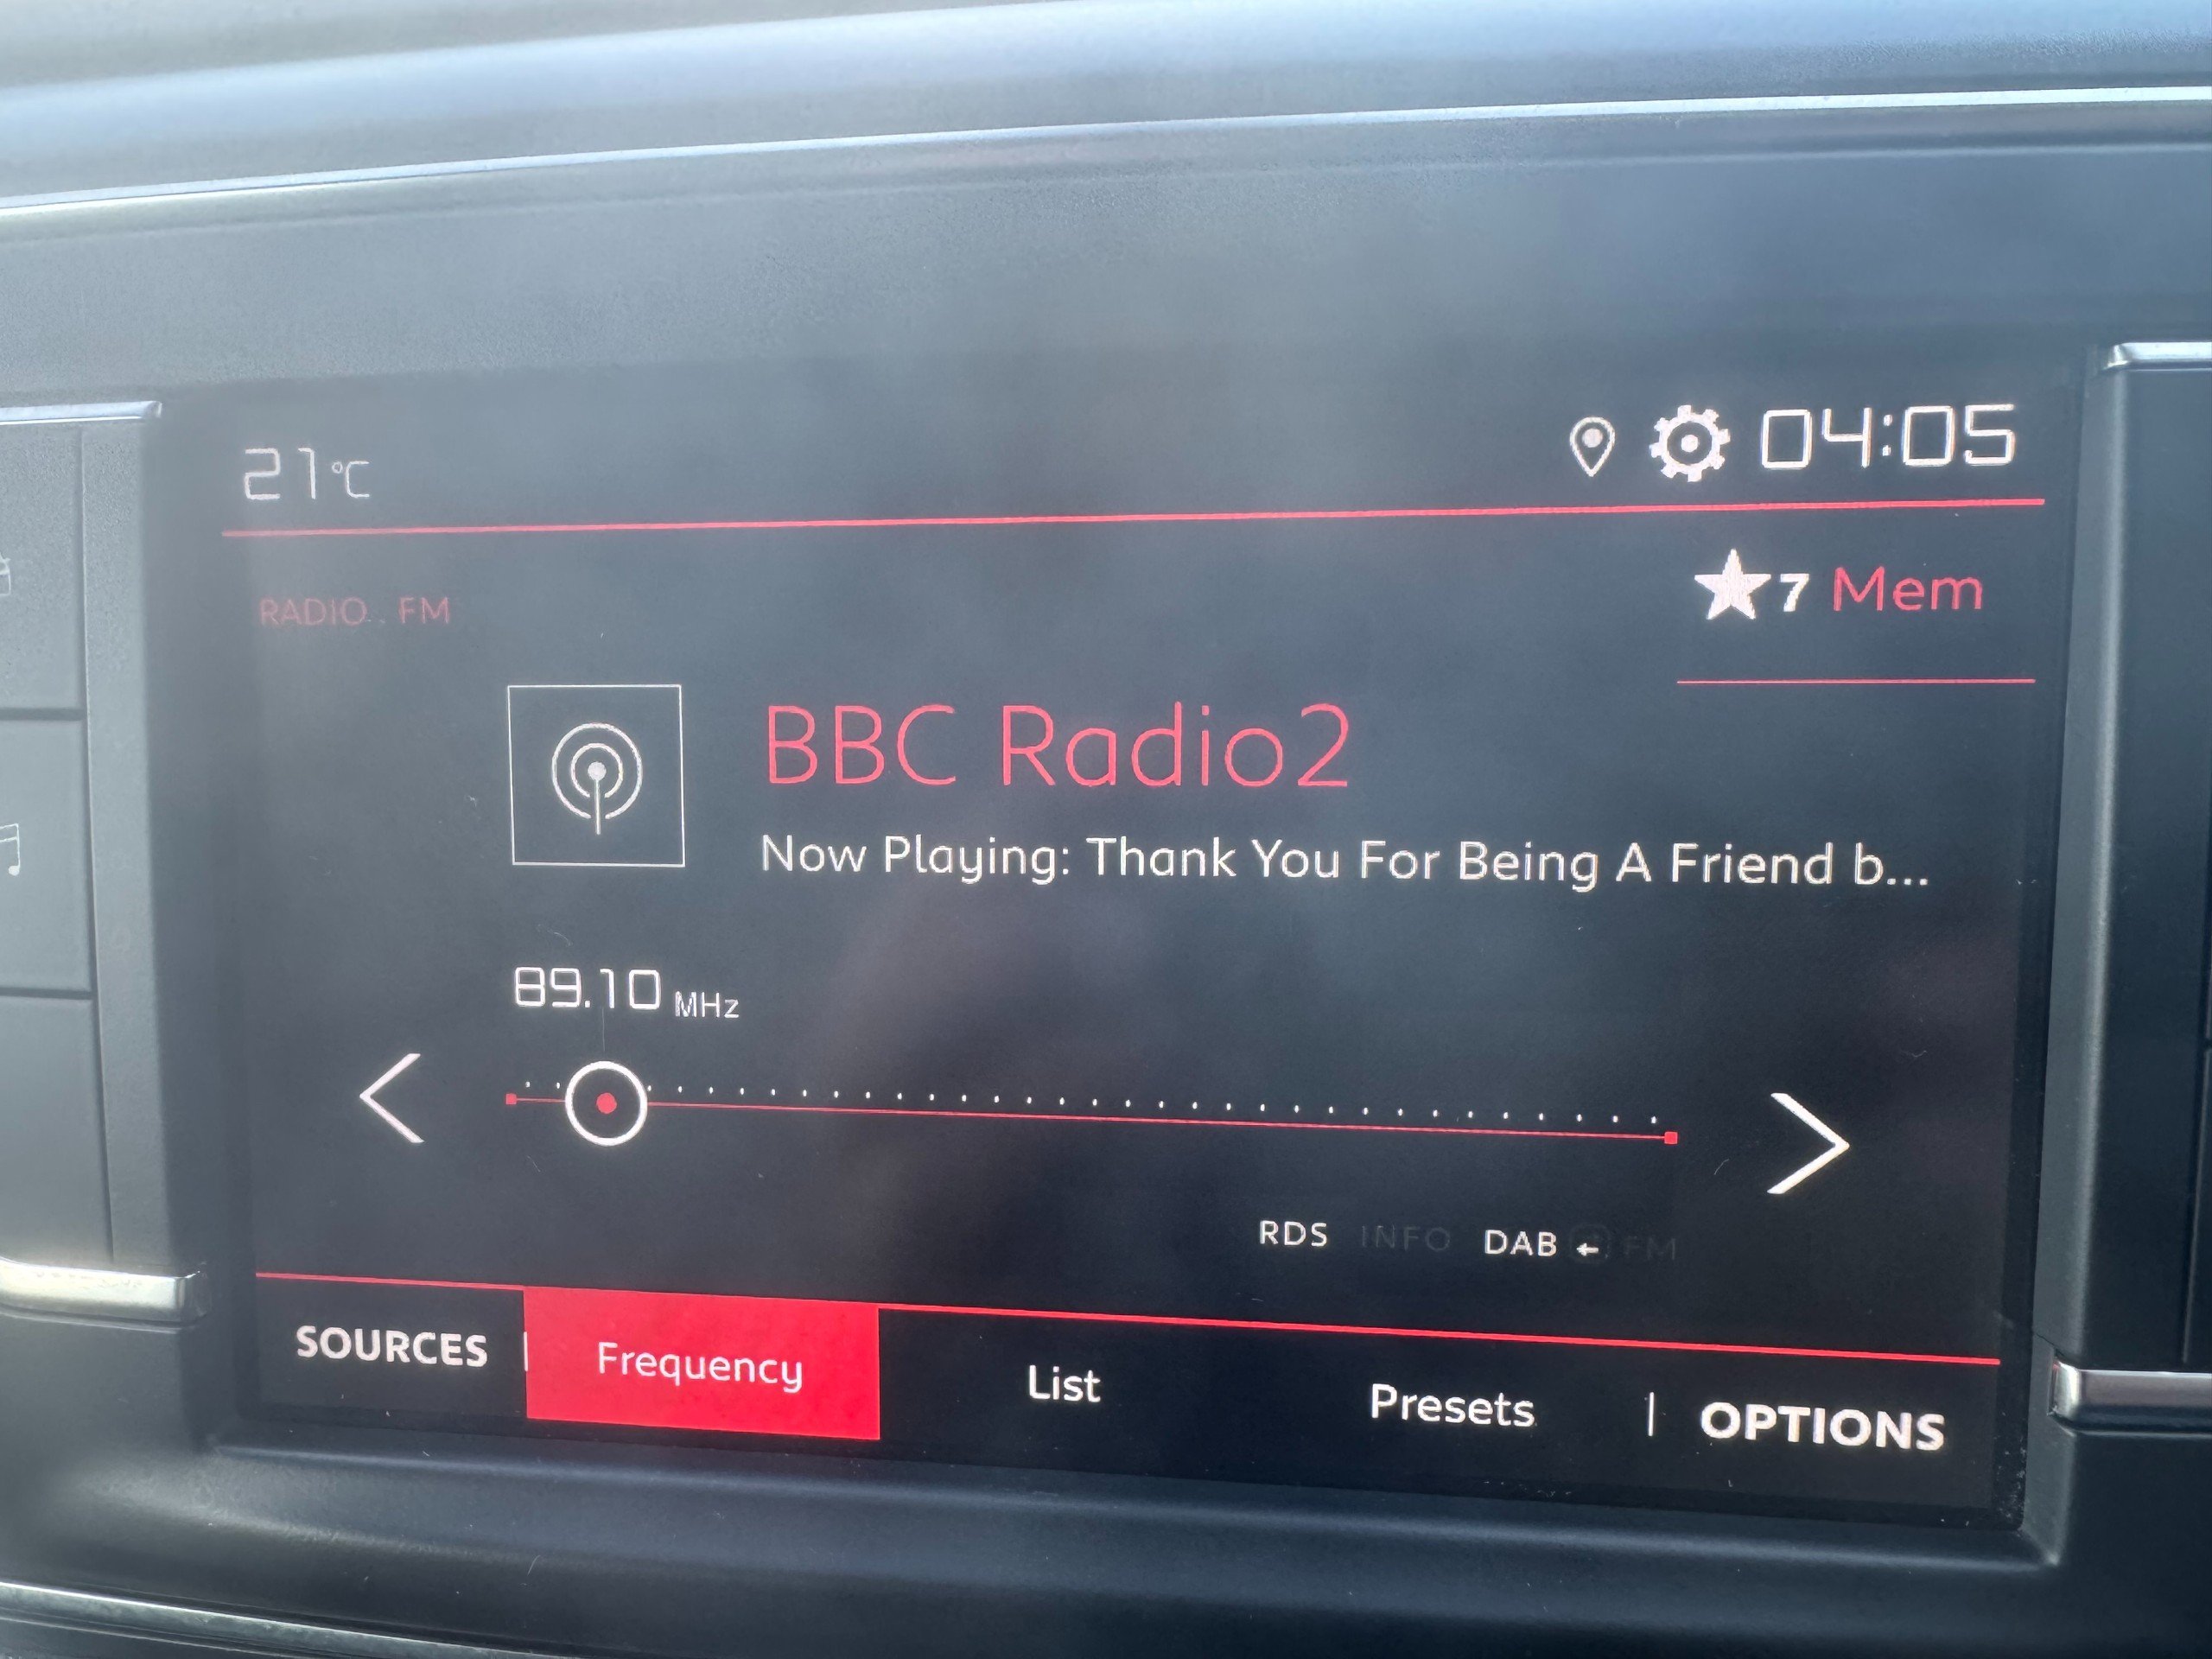 21°C
04:05
RADIO . FM
7 Mem
BBC Radio2
Now Playing: Thank You For Being A Friend b...
89.10 MHz
RDS INFO DAB FM
SOURCES | Frequency List Presets | OPTIONS